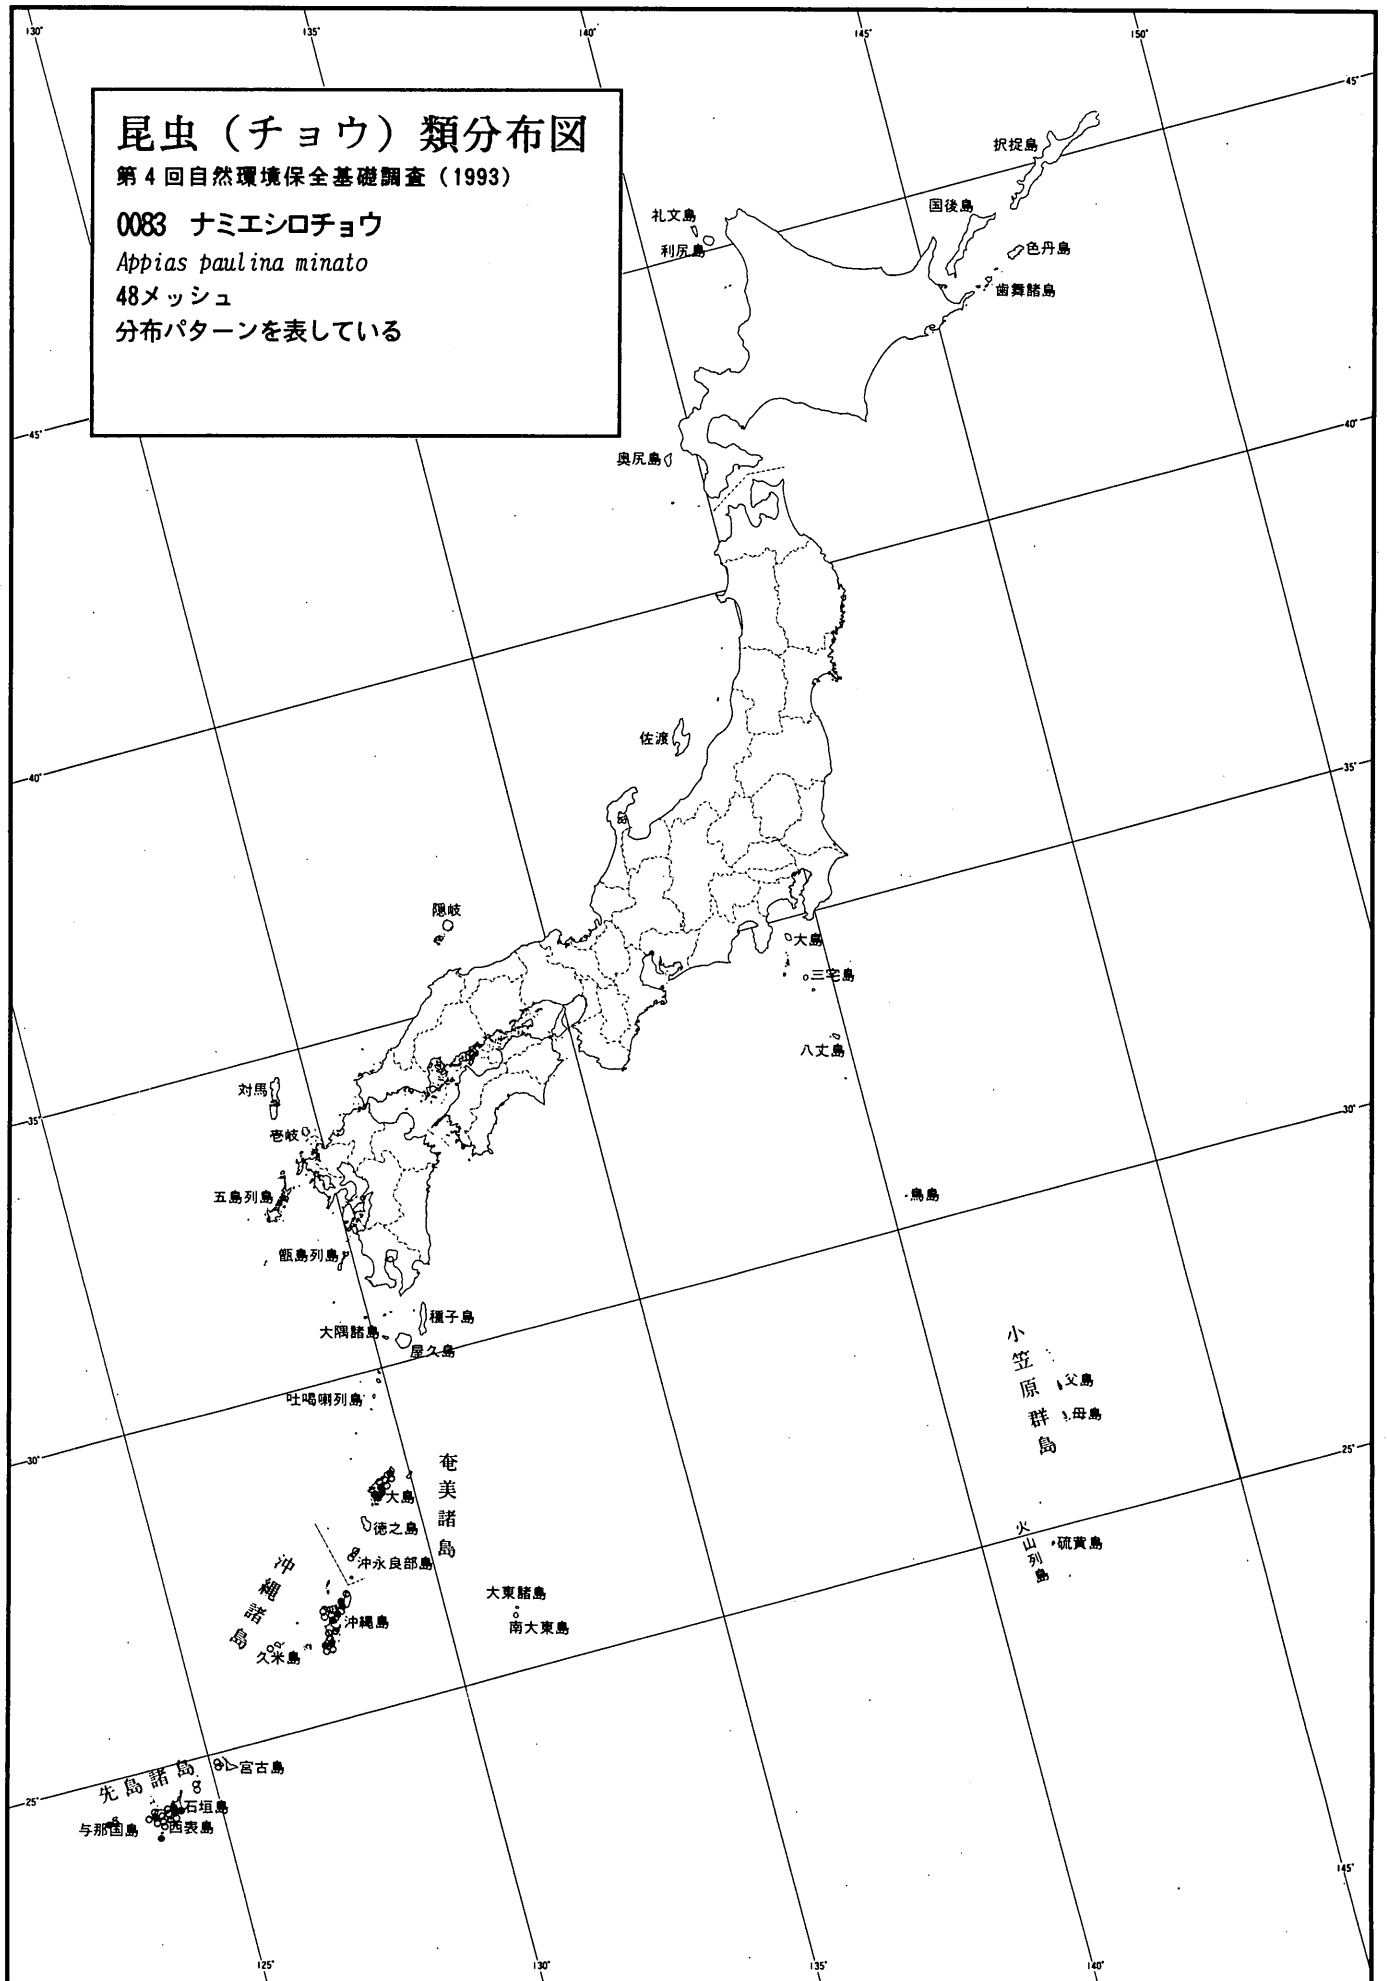 130°
135°
140°
145°
150°
昆虫（チョウ）類分布図
第4回自然環境保全基礎調査（1993）
0083 ナミエシロチョウ
Appias paulina minato
48メッシュ
分布パターンを表している
45°
択捉島
国後島
色丹島
歯舞諸島
礼文島
利尻島
45°
40°
奥尻島
佐渡
40°
35°
隠岐
大島
三宅島
八丈島
対馬
壱岐
35°
30°
五島列島
鳥島
甑島列島
種子島
大隅諸島
屋久島
吐喝喇列島
小笠原群島
父島
母島
30°
25°
奄美諸島
大島
徳之島
沖永良部島
火山列島
硫黄島
沖縄諸島
沖縄島
久米島
大東諸島
南大東島
先島諸島
宮古島
25°
石垣島
与那国島
西表島
145°
125°
130°
135°
140°